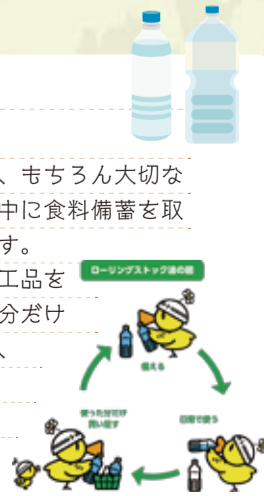 、もちろん大切な
中に食料備蓄を取
す。
工品を
分だけ
、
ローリングストック法の図
備える
日常で使う
使った分だけ
買い足す